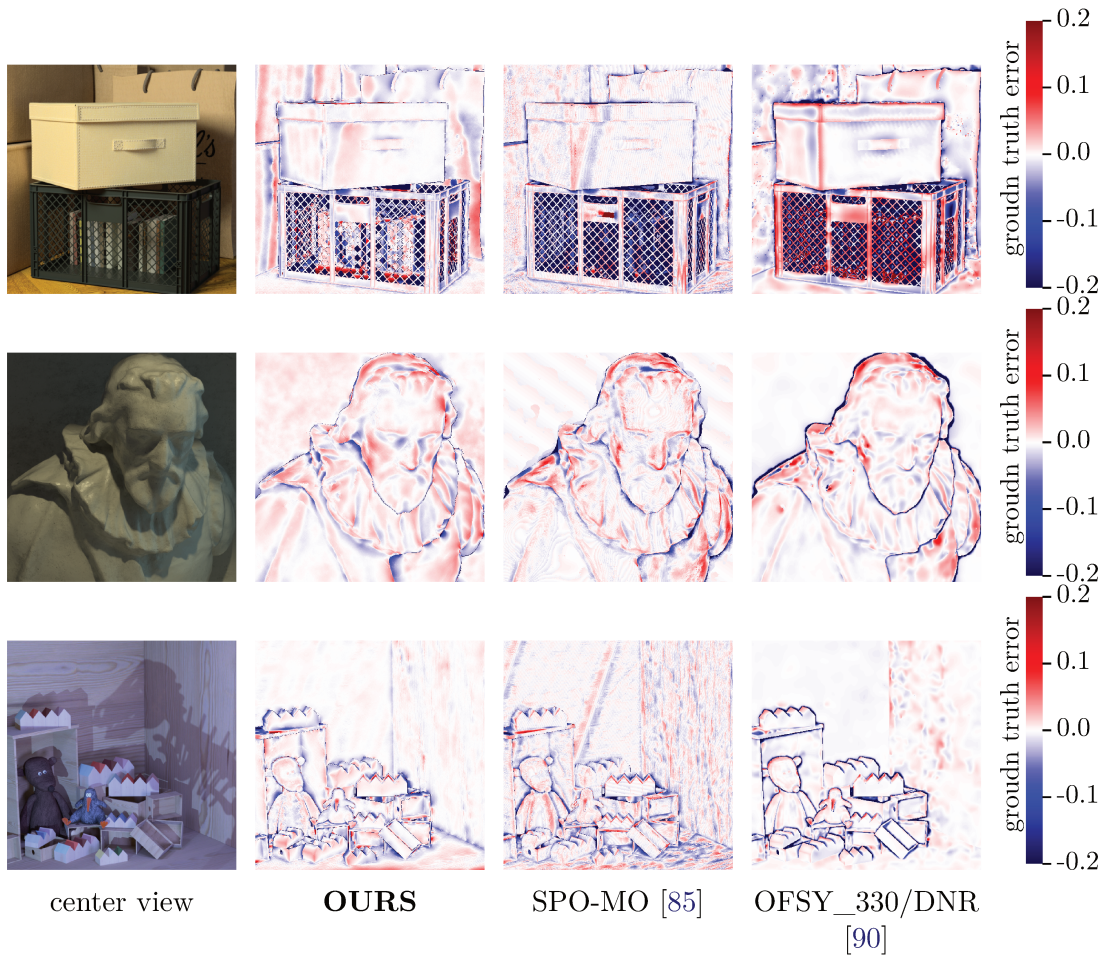 0.2
0.1
0.0
-0.1
-0.2
groudn truth error
0.2
0.1
0.0
-0.1
-0.2
groudn truth error
0.2
0.1
0.0
-0.1
-0.2
groudn truth error
center view
OURS
SPO-MO [85]
OFSY_330/DNR
[90]